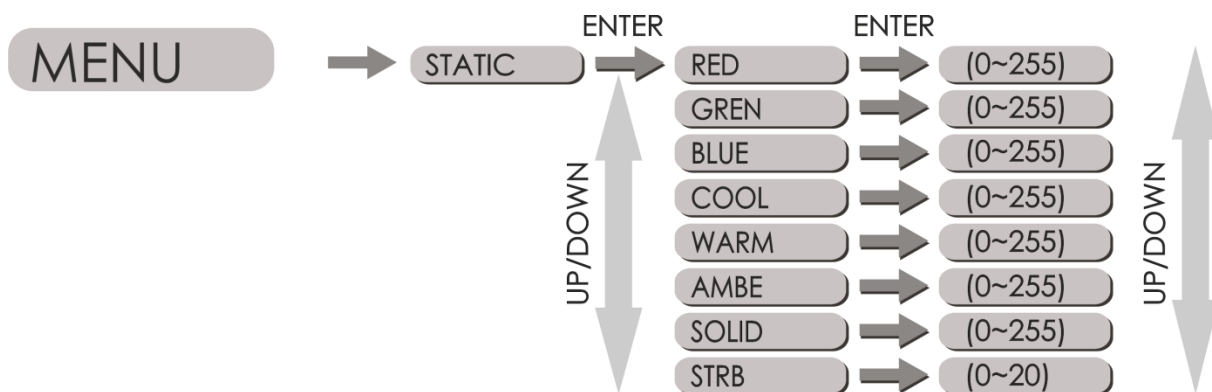 ENTER ENTER
MENU STATIC RED (0~255)
GREN (0~255)
BLUE (0~255)
COOL (0~255)
WARM (0~255)
AMBE (0~255)
SOLID (0~255)
STRB (0~20)
UP/DOWN
UP/DOWN